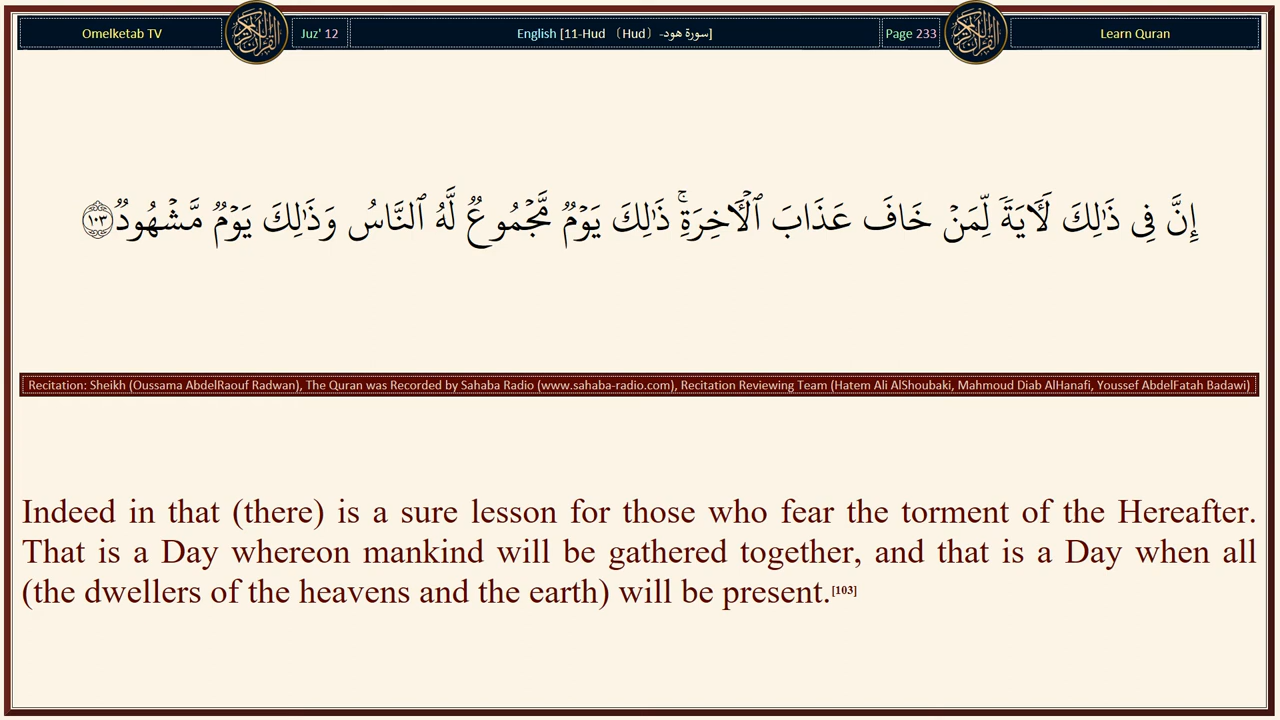 Omelketab TV
Juz' 12
English [11-Hud (Hud) -سورة هود]
Page 233
Learn Quran
إِنَّ فِى ذَٰلِكَ لَـَٔايَةً لِّمَنْ خَافَ عَذَابَ ٱلْـَٔاخِرَةِ ۚ ذَٰلِكَ يَوْمٌ مَّجْمُوعٌ لَّهُ ٱلنَّاسُ وَذَٰلِكَ يَوْمٌ مَّشْهُودٌ ١٠٣
Recitation: Sheikh (Oussama AbdelRaouf Radwan), The Quran was Recorded by Sahaba Radio (www.sahaba-radio.com), Recitation Reviewing Team (Hatem Ali AlShoubaki, Mahmoud Diab AlHanafi, Youssef AbdelFatah Badawi)
Indeed in that (there) is a sure lesson for those who fear the torment of the Hereafter.
That is a Day whereon mankind will be gathered together, and that is a Day when all
(the dwellers of the heavens and the earth) will be present.[103]